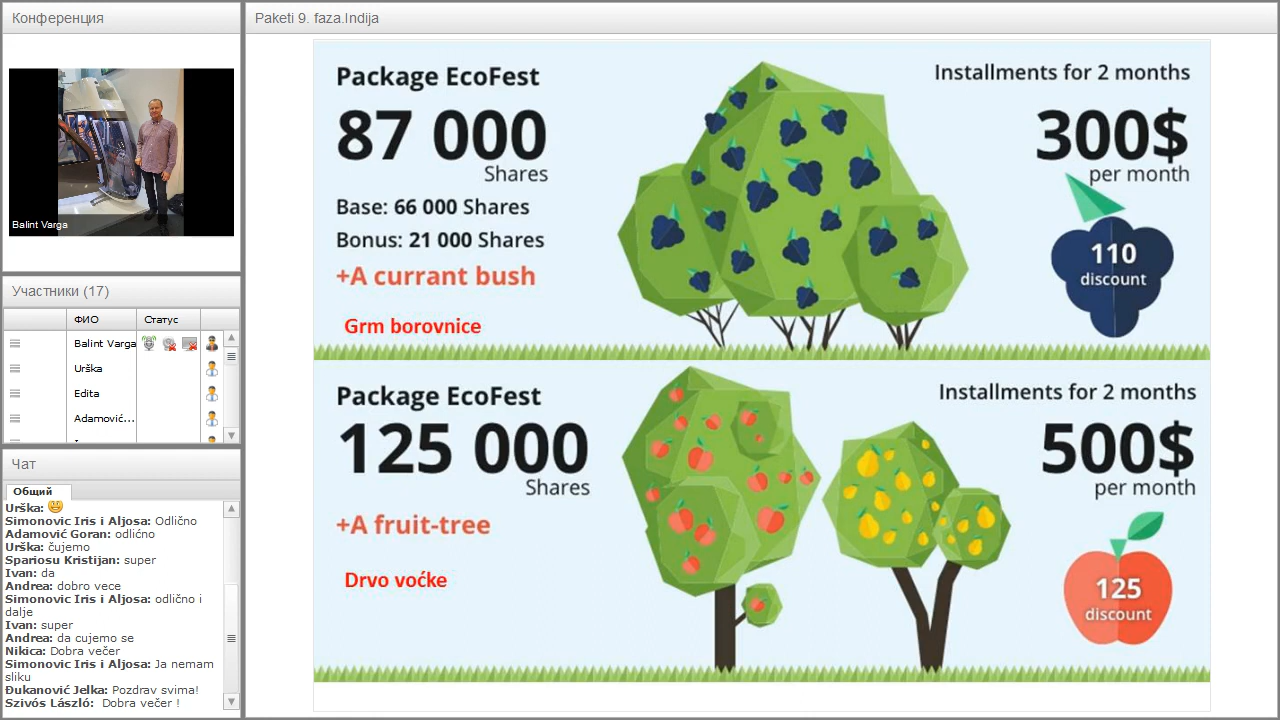 Конференция
Balint Varga
Участники (17)
ФИО
Статус
Balint Varga
Urška
Edita
Adamović...
Чат
Общий
Urška:
Simonovic Iris i Aljosa: Odlično
Adamović Goran: odlično
Urška: čujemo
Spariosu Kristijan: super
Ivan: da
Andrea: dobro vece
Simonovic Iris i Aljosa: odlično i
dalje
Ivan: super
Andrea: da cujemo se
Nikica: Dobra večer
Simonovic Iris i Aljosa: Ja nemam
sliku
Đukanović Jelka: Pozdrav svima!
Szivós László: Dobra večer !
Paketi 9. faza.Indija
Package EcoFest
87 000
Shares
Base: 66 000 Shares
Bonus: 21 000 Shares
+A currant bush
Grm borovnice
Installments for 2 months
300$
per month
110
discount
Package EcoFest
125 000
Shares
+A fruit-tree
Drvo voćke
Installments for 2 months
500$
per month
125
discount